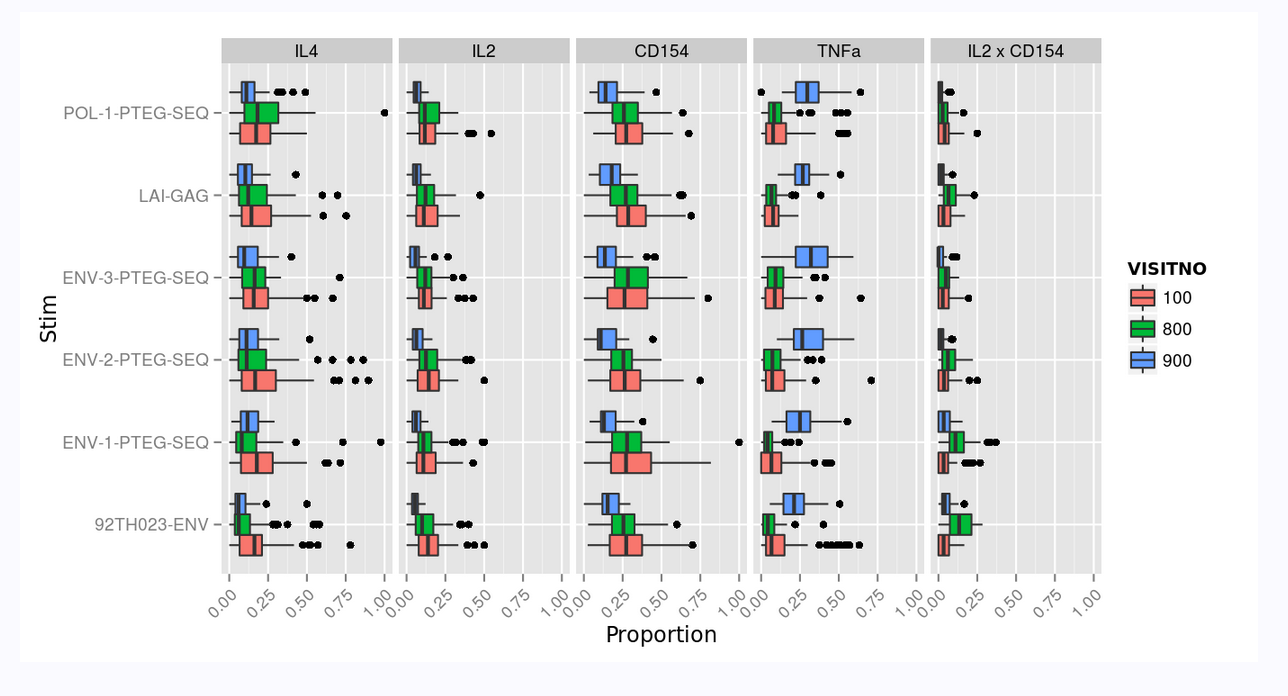 IL4 IL2 CD154 TNFa IL2 x CD154
Stim
POL-1-PTEG-SEQ
LAI-GAG
ENV-3-PTEG-SEQ
ENV-2-PTEG-SEQ
ENV-1-PTEG-SEQ
92TH023-ENV
0.00 0.25 0.50 0.75 1.00 0.00 0.25 0.50 0.75 1.00 0.00 0.25 0.50 0.75 1.00 0.00 0.25 0.50 0.75 1.00 0.00 0.25 0.50 0.75 1.00
Proportion
VISITNO
100
800
900